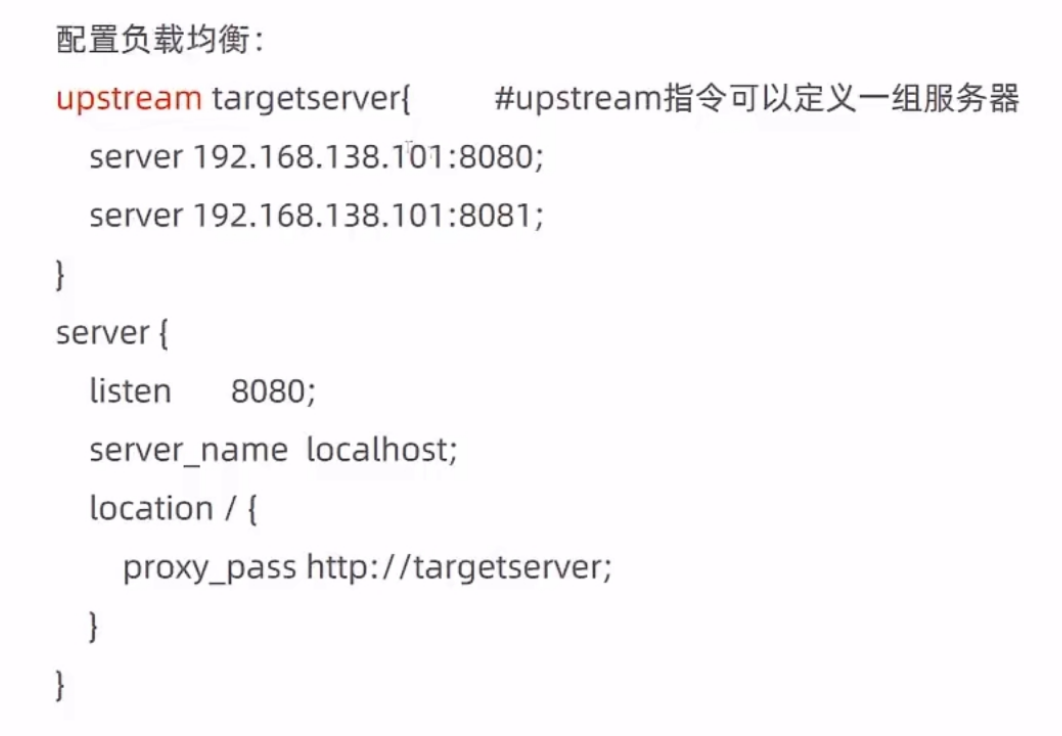 配置负载均衡：
upstream targetserver{ #upstream指令可以定义一组服务器
server 192.168.138.101:8080;
server 192.168.138.101:8081;
}
server {
listen 8080;
server_name localhost;
location / {
proxy_pass http://targetserver;
}
}